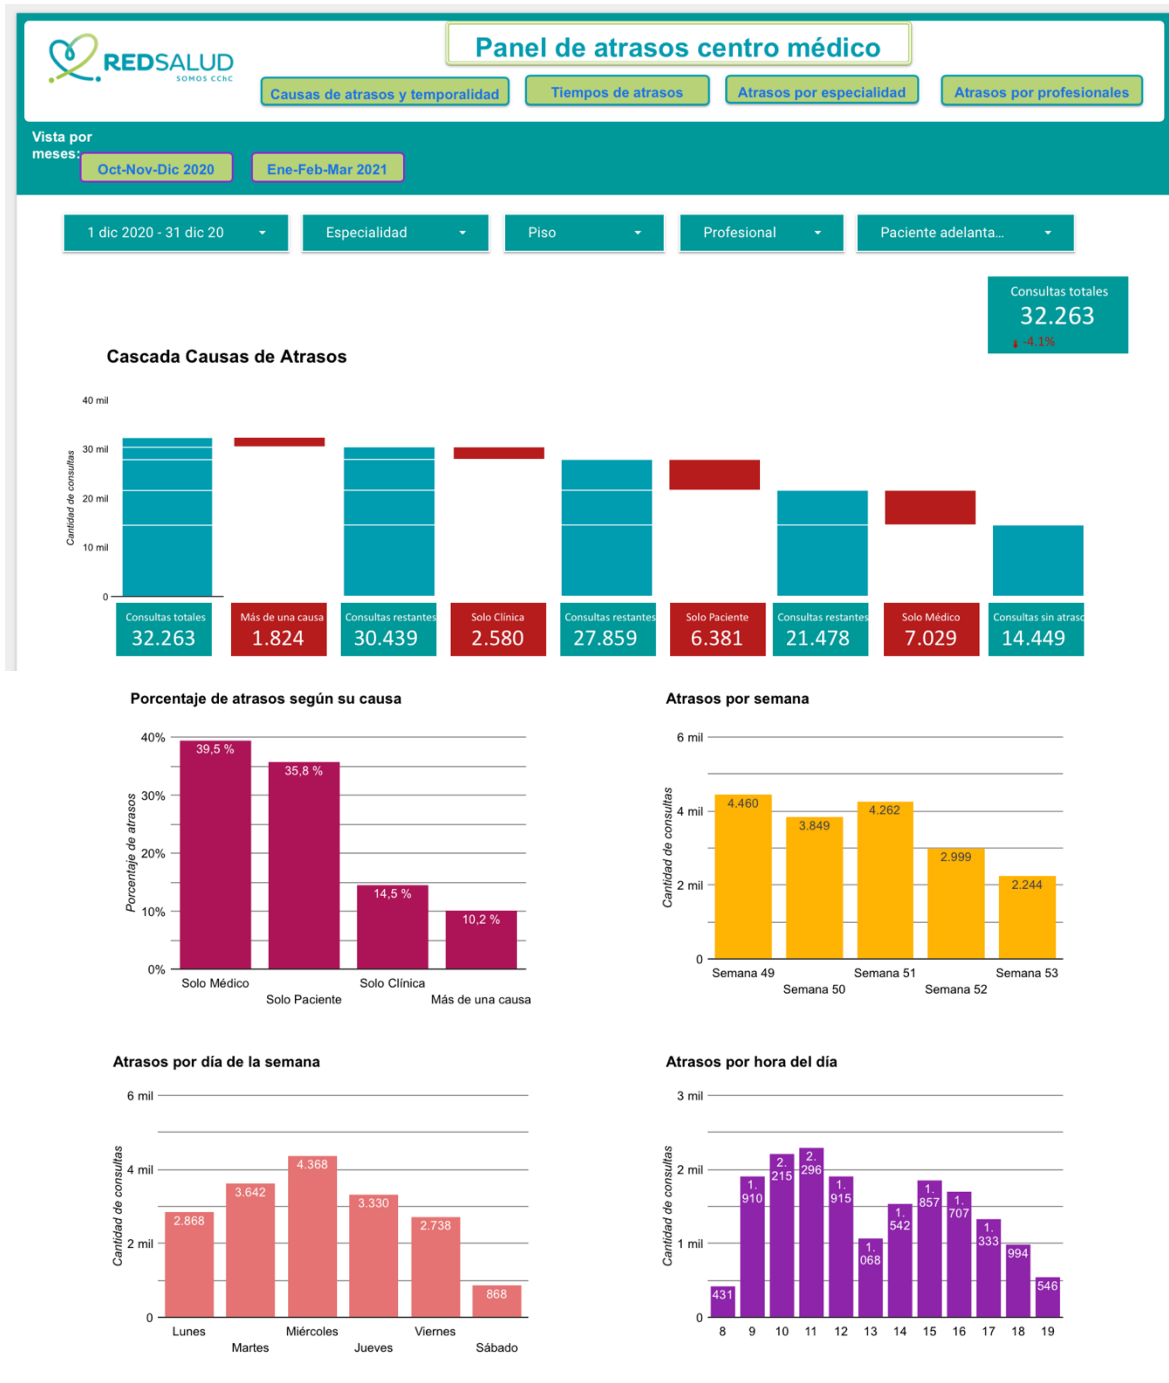 REDSALUD
SOMOS CChC
Panel de atrasos centro médico
Causas de atrasos y temporalidad
Tiempos de atrasos
Atrasos por especialidad
Atrasos por profesionales
Vista por
meses:
Oct-Nov-Dic 2020
Ene-Feb-Mar 2021
1 dic 2020 - 31 dic 20
Especialidad
Piso
Profesional
Paciente adelanta...
Consultas totales
32.263
-4.1%
Cascada Causas de Atrasos
Cantidad de consultas
40 mil
30 mil
20 mil
10 mil
0
Consultas totales
32.263
Más de una causa
1.824
Consultas restantes
30.439
Solo Clínica
2.580
Consultas restantes
27.859
Solo Paciente
6.381
Consultas restantes
21.478
Solo Médico
7.029
Consultas sin atraso
14.449
Porcentaje de atrasos según su causa
Porcentaje de atrasos
40%
30%
20%
10%
0%
39,5 %
35,8 %
14,5 %
10,2 %
Solo Médico
Solo Paciente
Solo Clínica
Más de una causa
Atrasos por semana
Cantidad de consultas
6 mil
4 mil
2 mil
0
4.460
3.849
4.262
2.999
2.244
Semana 49
Semana 50
Semana 51
Semana 52
Semana 53
Atrasos por día de la semana
Cantidad de consultas
6 mil
4 mil
2 mil
0
2.868
3.642
4.368
3.330
2.738
868
Lunes
Martes
Miércoles
Jueves
Viernes
Sábado
Atrasos por hora del día
Cantidad de consultas
3 mil
2 mil
1 mil
0
431
1.
910
2.
215
2.
296
1.
915
1.
068
1.
542
1.
857
1.
707
1.
333
994
546
8 9 10 11 12 13 14 15 16 17 18 19